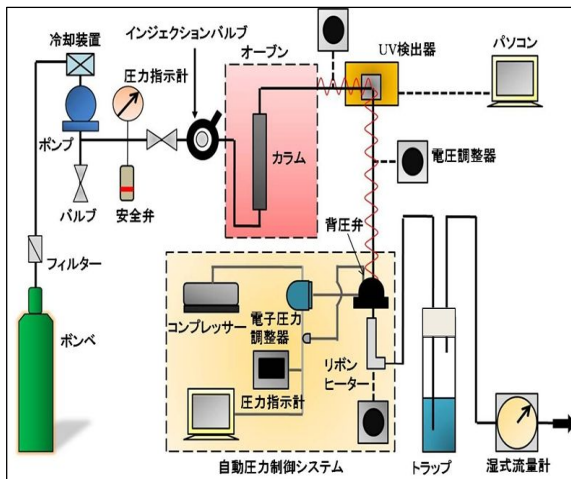 冷却装置
インジェクションバルブ
オーブン
UV検出器
パソコン
圧力指示計
ポンプ
カラム
電圧調整器
バルブ
安全弁
背圧弁
フィルター
コンプレッサー
電子圧力
調整器
ボンベ
リボン
ヒーター
圧力指示計
自動圧力制御システム
トラップ
湿式流量計